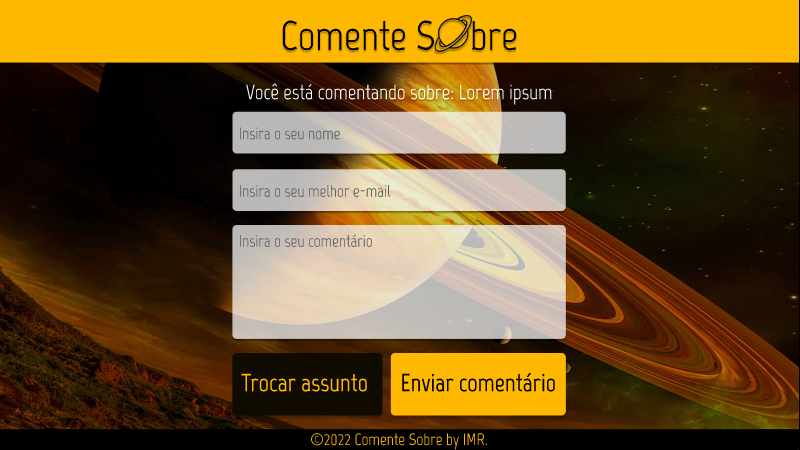 Comente Sobre
Você está comentando sobre: Lorem ipsum
Insira o seu nome
Insira o seu melhor e-mail
Insira o seu comentário
Trocar assunto
Enviar comentário
©2022 Comente Sobre by IMR.